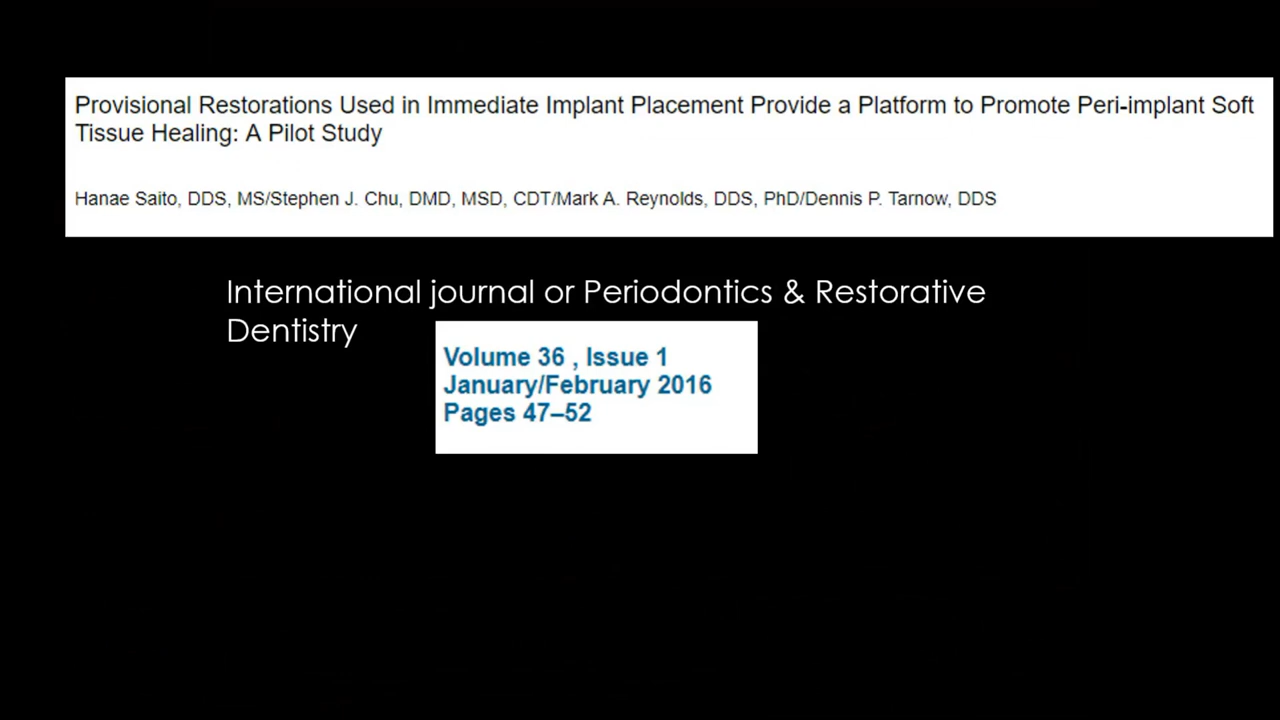 Provisional Restorations Used in Immediate Implant Placement Provide a Platform to Promote Peri-implant Soft
Tissue Healing: A Pilot Study
Hanae Saito, DDS, MS/Stephen J. Chu, DMD, MSD, CDT/Mark A. Reynolds, DDS, PhD/Dennis P. Tarnow, DDS
International journal or Periodontics & Restorative
Dentistry
Volume 36 , Issue 1
January/February 2016
Pages 47–52